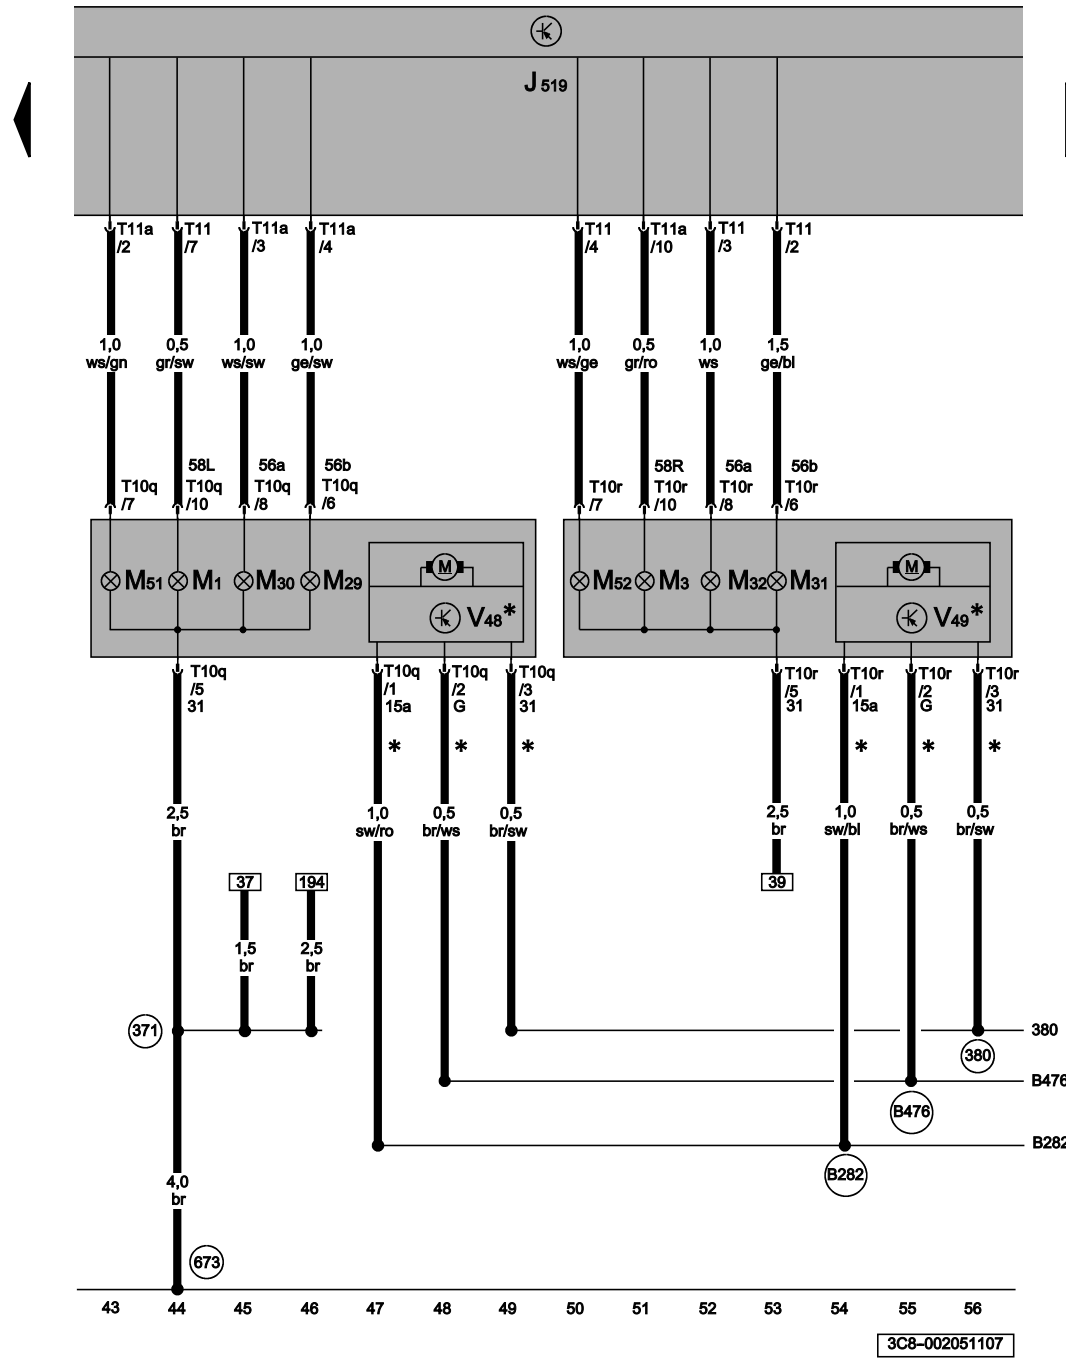 J519
T11a T11 T11a T11a T11 T11a T11 T11
/2 /7 /3 /4 /4 /10 /3 /2
1,0 0,5 1,0 1,0 1,0 0,5 1,0 1,5
ws/gn gr/sw ws/sw ge/sw ws/ge gr/ro ws ge/bl
58L 56a 56b 58R 56a 56b
T10q T10q T10q T10q T10r T10r T10r T10r
/7 /10 /8 /6 /7 /10 /8 /6
M M
M51 M1 M30 M29 M52 M3 M32 M31
V48* V49*
T10q T10q T10q T10q T10r T10r T10r T10r
/5 /1 /2 /3 /5 /1 /2 /3
31 15a G 31 31 15a G 31
* * * * * *
2,5 1,0 0,5 0,5 2,5 1,0 0,5 0,5
br sw/ro br/ws br/sw br sw/bl br/ws br/sw
37 194 39
1,5 2,5
br br
371 380
380
B476
B476
B282
B282
4,0
br
673
43 44 45 46 47 48 49 50 51 52 53 54 55 56
3C8-002051107